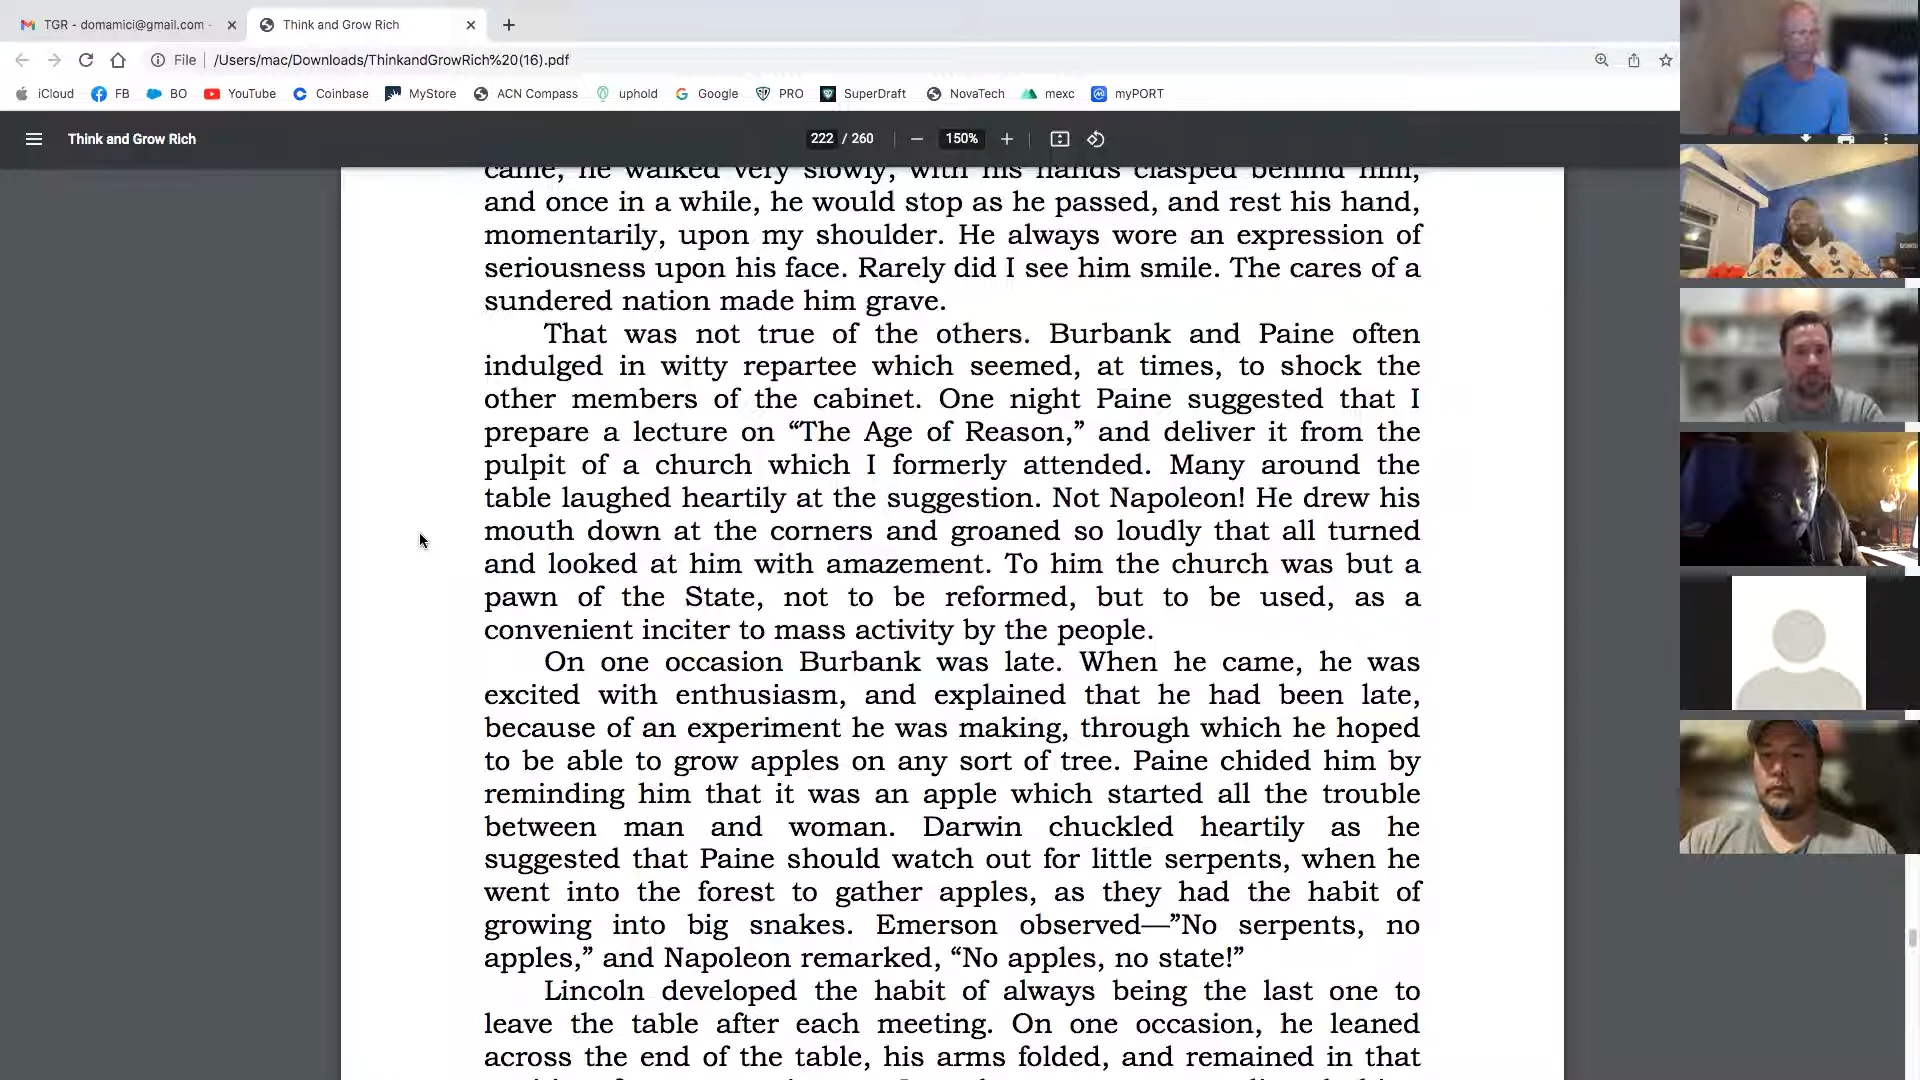 TGR - domamici@gmail.com -
Think and Grow Rich
File
/Users/mac/Downloads/ThinkandGrowRich%20(16).pdf
iCloud FB BO YouTube Coinbase MyStore ACN Compass uphold Google PRO SuperDraft NovaTech mexc myPORT
Think and Grow Rich
222 / 260
150%
came, he walked very slowly, with his hands clasped behind him,
and once in a while, he would stop as he passed, and rest his hand,
momentarily, upon my shoulder. He always wore an expression of
seriousness upon his face. Rarely did I see him smile. The cares of a
sundered nation made him grave.
That was not true of the others. Burbank and Paine often
indulged in witty repartee which seemed, at times, to shock the
other members of the cabinet. One night Paine suggested that I
prepare a lecture on “The Age of Reason,” and deliver it from the
pulpit of a church which I formerly attended. Many around the
table laughed heartily at the suggestion. Not Napoleon! He drew his
mouth down at the corners and groaned so loudly that all turned
and looked at him with amazement. To him the church was but a
pawn of the State, not to be reformed, but to be used, as a
convenient inciter to mass activity by the people.
On one occasion Burbank was late. When he came, he was
excited with enthusiasm, and explained that he had been late,
because of an experiment he was making, through which he hoped
to be able to grow apples on any sort of tree. Paine chided him by
reminding him that it was an apple which started all the trouble
between man and woman. Darwin chuckled heartily as he
suggested that Paine should watch out for little serpents, when he
went into the forest to gather apples, as they had the habit of
growing into big snakes. Emerson observed—”No serpents, no
apples,” and Napoleon remarked, “No apples, no state!”
Lincoln developed the habit of always being the last one to
leave the table after each meeting. On one occasion, he leaned
across the end of the table, his arms folded, and remained in that